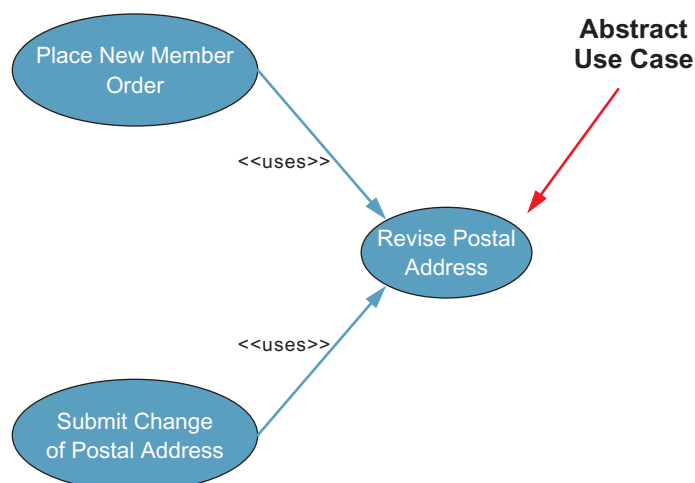 Place New Member
Order
Abstract
Use Case
<<uses>>
Revise Postal
Address
<<uses>>
Submit Change
of Postal Address